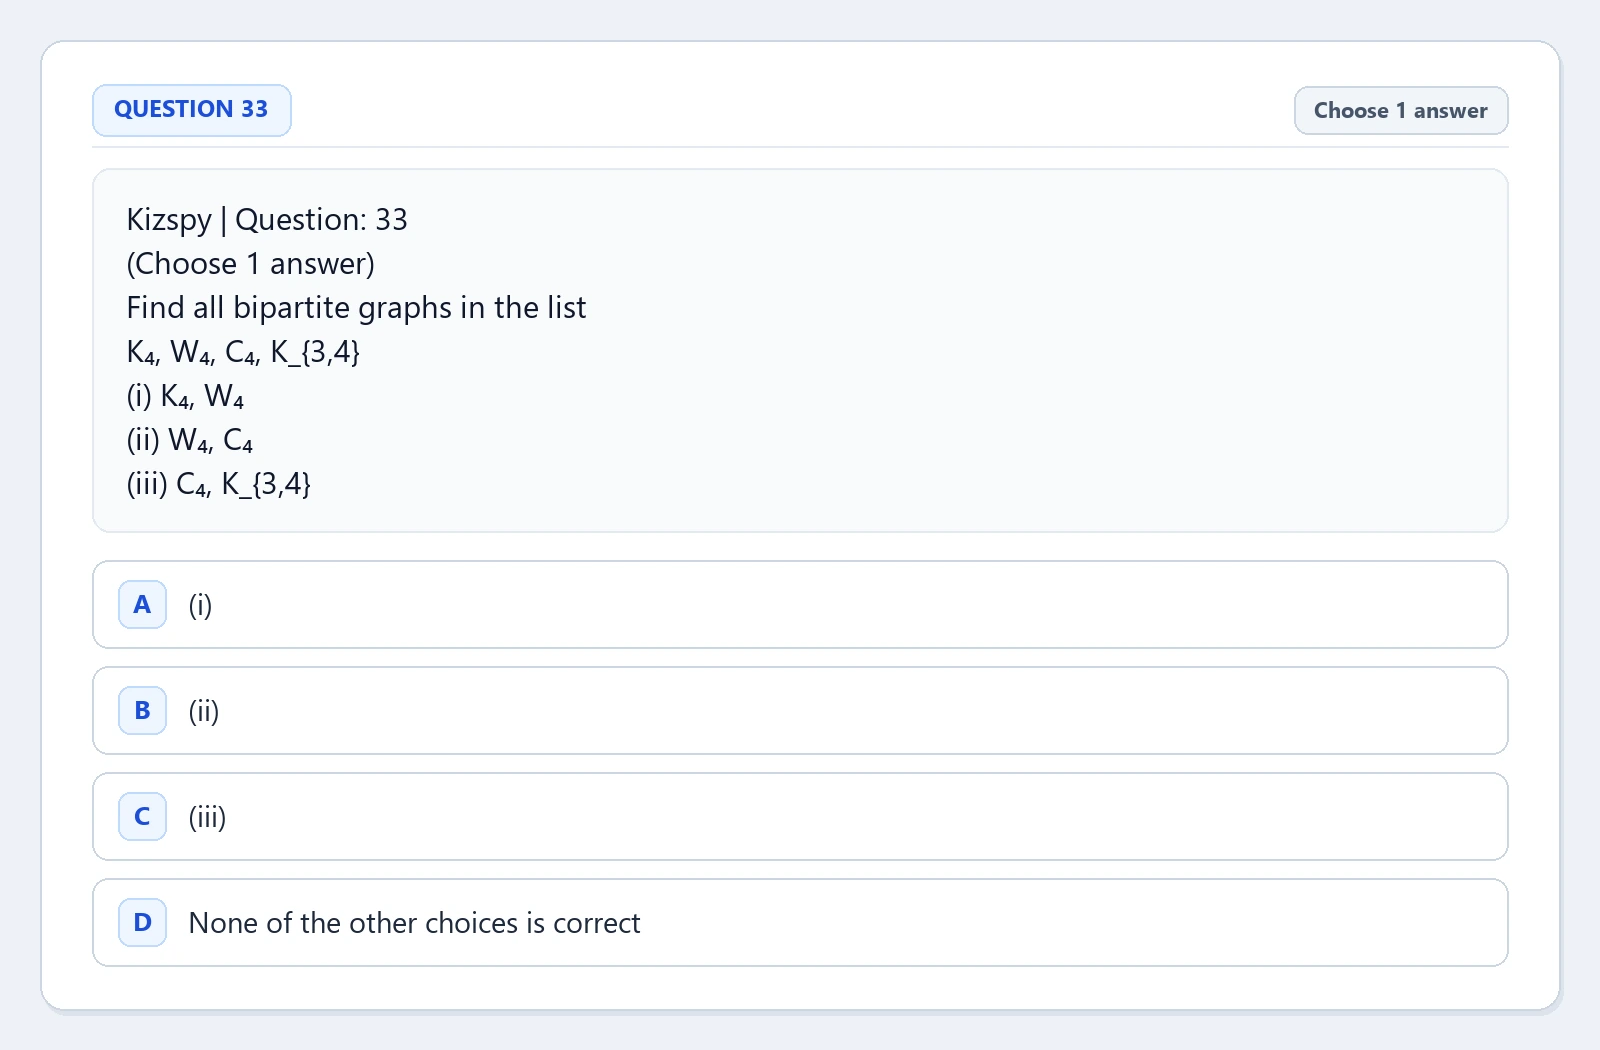 QUESTION 33
Choose 1 answer
Kizspy | Question: 33
(Choose 1 answer)
Find all bipartite graphs in the list
K₄, W₄, C₄, K_{3,4}
(i) K₄, W₄
(ii) W₄, C₄
(iii) C₄, K_{3,4}
A (i)
B (ii)
C (iii)
D None of the other choices is correct